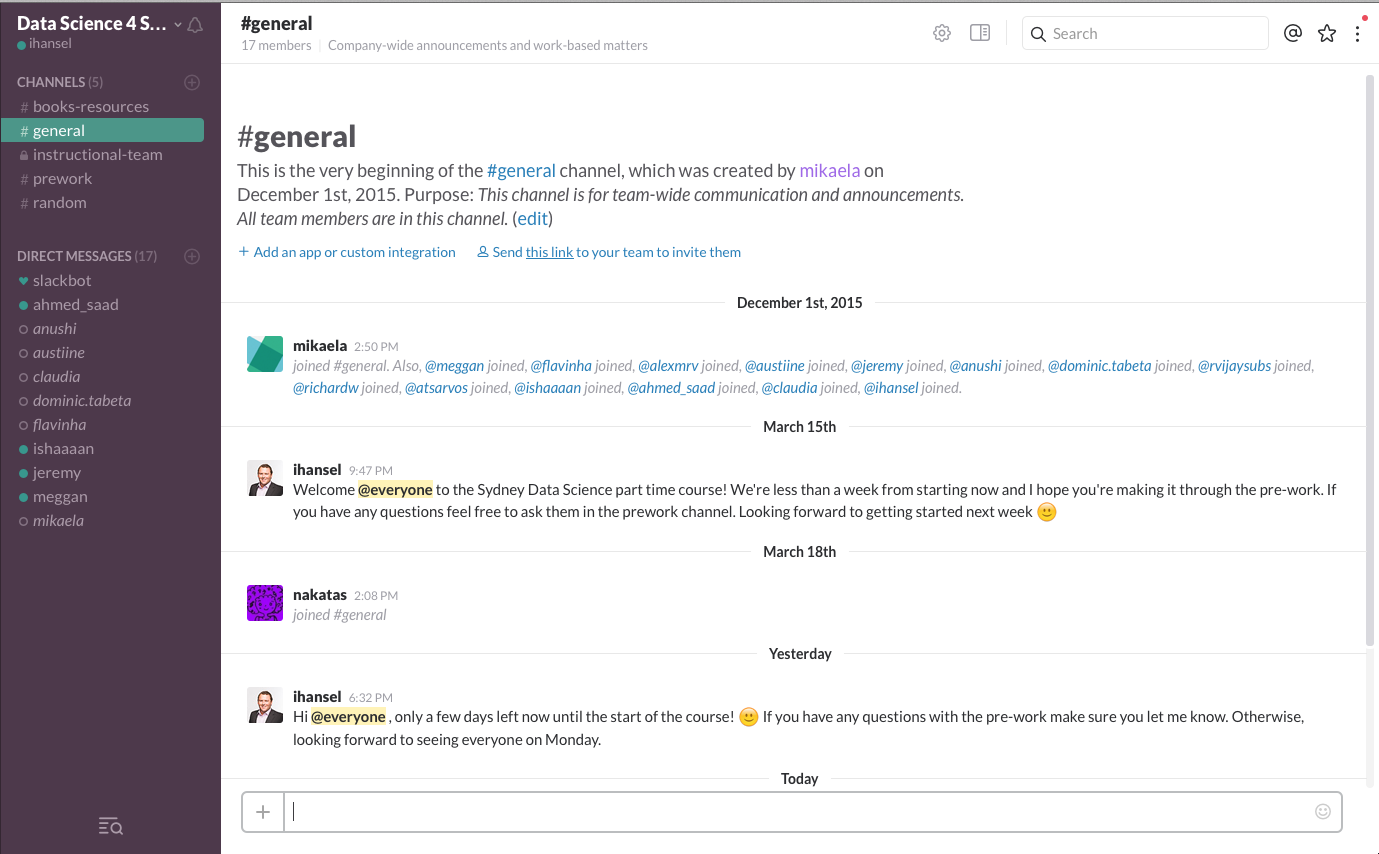 Data Science 4 S...
ihansel
CHANNELS (5)
# books-resources
# general
instructional-team
# prework
# random
DIRECT MESSAGES (17)
slackbot
ahmed_saad
anushi
austiine
claudia
dominic.tabeta
flavinha
ishaaaan
jeremy
meggan
mikaela
#general
17 members | Company-wide announcements and work-based matters
Search
#general
This is the very beginning of the #general channel, which was created by mikaela on
December 1st, 2015. Purpose: This channel is for team-wide communication and announcements.
All team members are in this channel. (edit)
+ Add an app or custom integration Send this link to your team to invite them
December 1st, 2015
mikaela 2:50 PM
joined #general. Also, @meggan joined, @flavinha joined, @alexmrv joined, @austiine joined, @jeremy joined, @anushi joined, @dominic.tabeta joined, @rvijaysubs joined,
@richardw joined, @atsarvos joined, @ishaaaan joined, @ahmed_saad joined, @claudia joined, @ihansel joined.
March 15th
ihansel 9:47 PM
Welcome @everyone to the Sydney Data Science part time course! We're less than a week from starting now and I hope you're making it through the pre-work. If
you have any questions feel free to ask them in the prework channel. Looking forward to getting started next week 🙂
March 18th
nakatas 2:08 PM
joined #general
Yesterday
ihansel 6:32 PM
Hi @everyone , only a few days left now until the start of the course! 🙂 If you have any questions with the pre-work make sure you let me know. Otherwise,
looking forward to seeing everyone on Monday.
Today